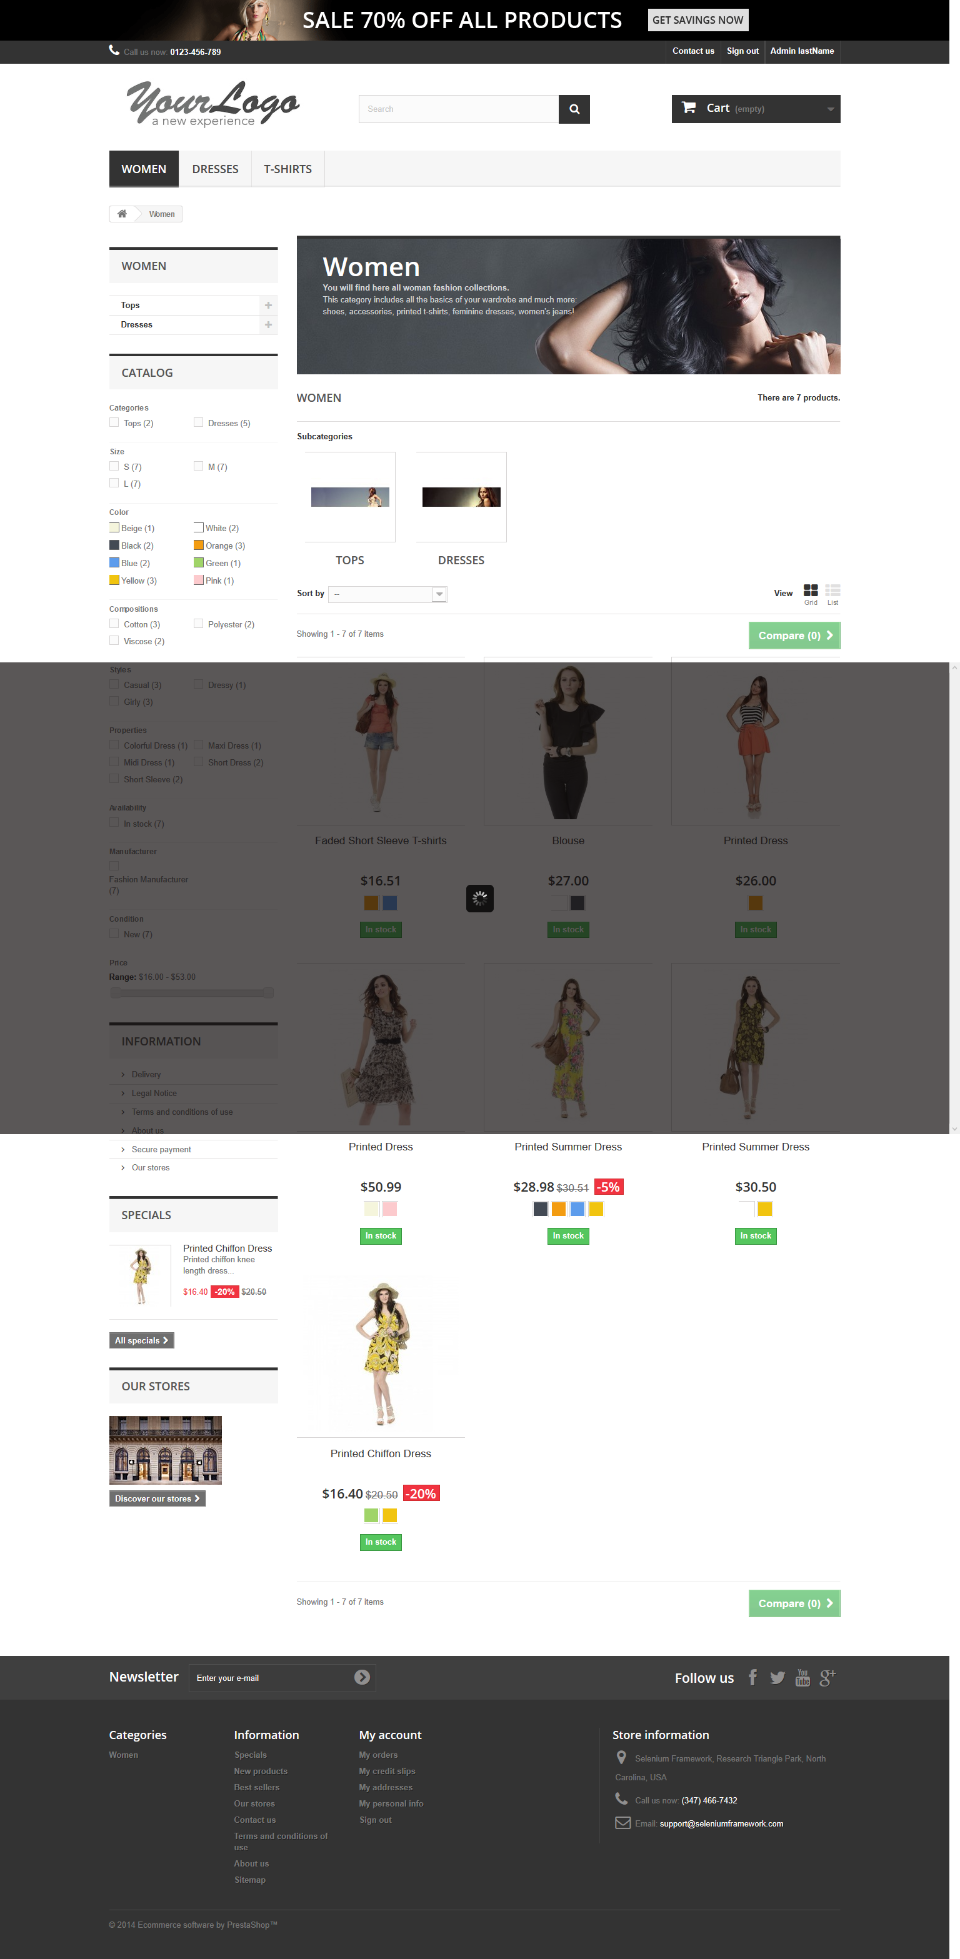 SALE 70% OFF ALL PRODUCTS
GET SAVINGS NOW
Call us now: 0123-456-789
Contact us
Sign out
Admin lastName
YourLogo
a new experience
Search
Cart (empty)
WOMEN
DRESSES
T-SHIRTS
Women
WOMEN
Tops
Dresses
CATALOG
Categories
Tops (2)
Dresses (5)
Size
S (7)
M (7)
L (7)
Color
Beige (1)
White (2)
Black (2)
Orange (3)
Blue (2)
Green (1)
Yellow (3)
Pink (1)
Compositions
Cotton (3)
Polyester (2)
Viscose (2)
Styles
Casual (3)
Dressy (1)
Girly (3)
Properties
Colorful Dress (1)
Maxi Dress (1)
Midi Dress (1)
Short Dress (2)
Short Sleeve (2)
Availability
In stock (7)
Manufacturer
Fashion Manufacturer
(7)
Condition
New (7)
Price
Range: $16.00 - $53.00
INFORMATION
Delivery
Legal Notice
Terms and conditions of use
About us
Secure payment
Our stores
SPECIALS
Printed Chiffon Dress
Printed chiffon knee
length dress...
$16.40 -20% $20.50
All specials
OUR STORES
Discover our stores
Women
You will find here all woman fashion collections.
This category includes all the basics of your wardrobe and much more:
shoes, accessories, printed t-shirts, feminine dresses, women's jeans!
WOMEN
There are 7 products.
Subcategories
TOPS
DRESSES
Sort by
--
View
Grid
List
Showing 1 - 7 of 7 items
Compare (0)
Faded Short Sleeve T-shirts
$16.51
In stock
Blouse
$27.00
In stock
Printed Dress
$26.00
In stock
Printed Dress
$50.99
In stock
Printed Summer Dress
$28.98 $30.51 -5%
In stock
Printed Summer Dress
$30.50
In stock
Printed Chiffon Dress
$16.40 $20.50 -20%
In stock
Showing 1 - 7 of 7 items
Compare (0)
Newsletter
Enter your e-mail
Follow us
Categories
Women
Information
Specials
New products
Best sellers
Our stores
Contact us
Terms and conditions of
use
About us
Sitemap
My account
My orders
My credit slips
My addresses
My personal info
Sign out
Store information
Selenium Framework, Research Triangle Park, North
Carolina, USA
Call us now: (347) 466-7432
Email: support@seleniumframework.com
© 2014 Ecommerce software by PrestaShop™